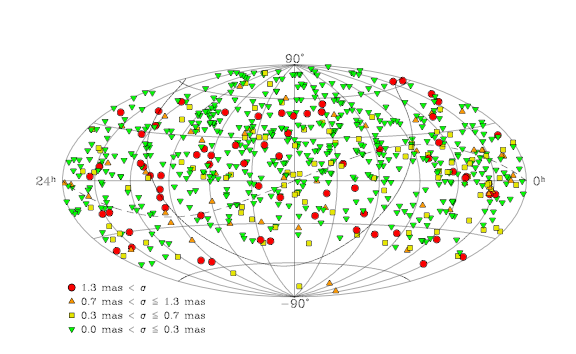 90°
24ʰ
0ʰ
−90°
1.3 mas < σ
0.7 mas < σ ≦ 1.3 mas
0.3 mas < σ ≦ 0.7 mas
0.0 mas < σ ≦ 0.3 mas